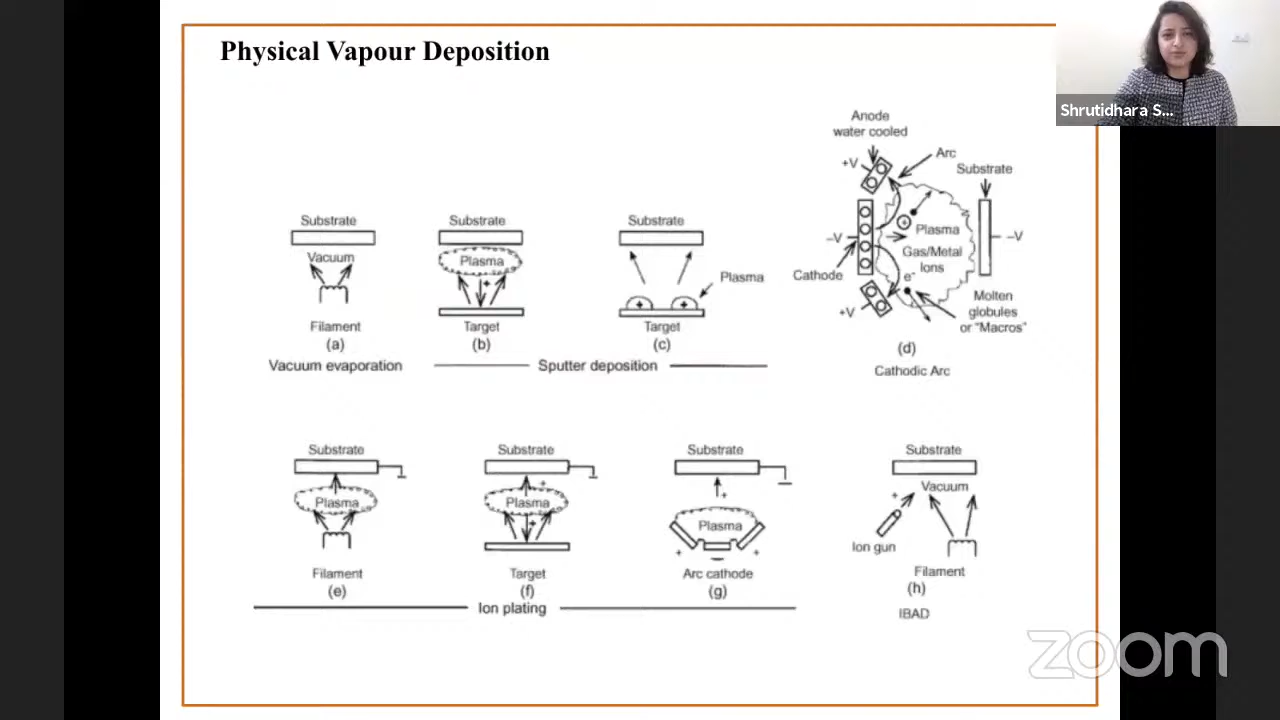 Physical Vapour Deposition
Shrutidhara S...
Substrate
Vacuum
Filament
(a)
Vacuum evaporation
Substrate
Plasma
+
Target
(b)
Substrate
Plasma
+ +
Target
(c)
Sputter deposition
Anode
water cooled
+V
Arc
Substrate
+
Plasma
–V
–V
Gas/Metal
Ions
Cathode
e-
+V
Molten
globules
or "Macros"
(d)
Cathodic Arc
Substrate
Plasma
Filament
(e)
Substrate
+
Plasma
+
Target
(f)
Substrate
+
Plasma
+ – +
Arc cathode
(g)
Ion plating
Substrate
Vacuum
+
Ion gun
Filament
(h)
IBAD
zoom